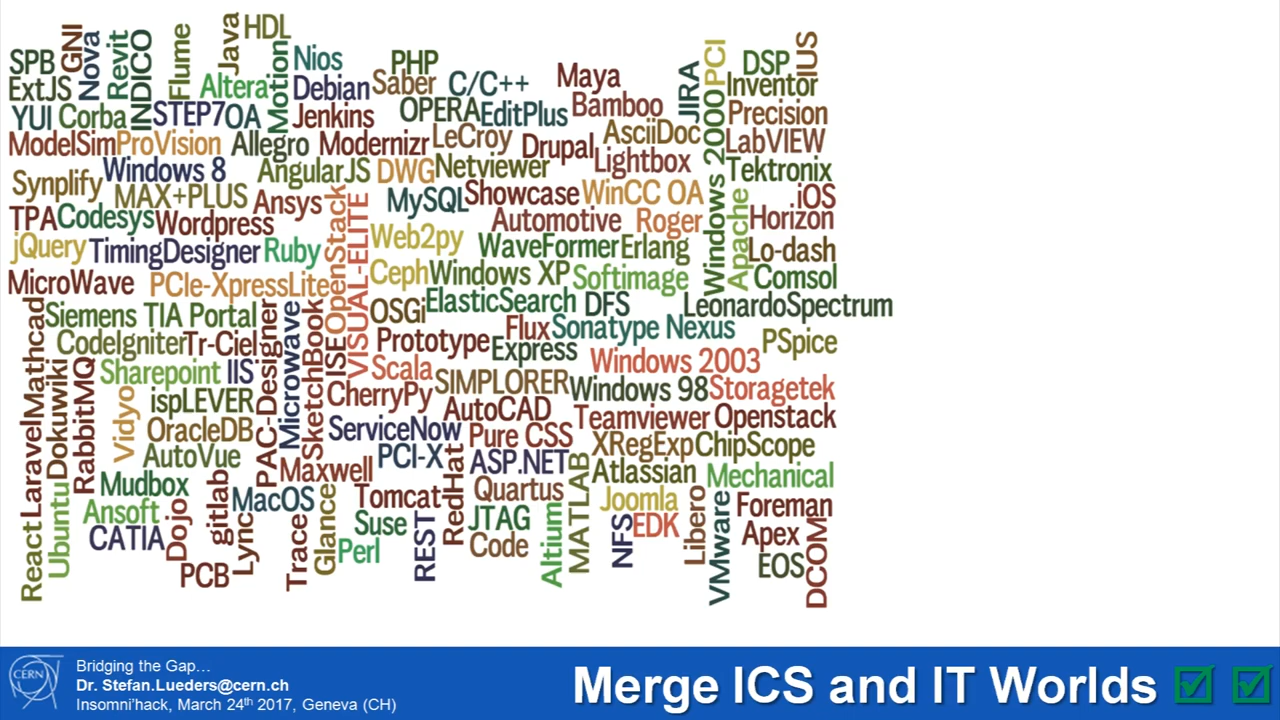 HDL
Java
GNI
Nova
Revit
INDICO
Flume
Motion
SPB
Nios
PHP
DSP
IUS
PCI
ExtJS
Altera
Debian
Saber
C/C++
Maya
JIRA
Inventor
YUI
Corba
STEP7
OA
Jenkins
OPERA
EditPlus
Bamboo
Precision
ModelSim
ProVision
Allegro
Modernizr
LeCroy
Drupal
AsciiDoc
Windows 2000
LabVIEW
Lightbox
Windows 8
AngularJS
DWG
Netviewer
Tektronix
Synplify
MAX+PLUS
Ansys
MySQL
Showcase
WinCC OA
iOS
TPA
Codesys
Wordpress
OpenStack
VISUAL-ELITE
Automotive
Roger
Apache
Horizon
jQuery
TimingDesigner
Ruby
Web2py
WaveFormer
Erlang
Lo-dash
MicroWave
PCIe-XpressLite
Ceph
Windows XP
Softimage
Comsol
Mathcad
Siemens TIA Portal
OSGi
ElasticSearch
DFS
LeonardoSpectrum
CodeIgniter
Tr-Ciel
PAC-Designer
Microwave
SketchBook
ISE
Prototype
Flux
Sonatype Nexus
Express
PSpice
Sharepoint
IIS
Scala
Windows 2003
Laravel
Dokuwiki
RabbitMQ
Vidyo
ispLEVER
CherryPy
SIMPLORER
Windows 98
Storagetek
OracleDB
AutoCAD
Teamviewer
Openstack
AutoVue
ServiceNow
Pure CSS
XRegExp
ChipScope
Maxwell
PCI-X
ASP.NET
Atlassian
Mechanical
Mudbox
MacOS
Tomcat
RedHat
Quartus
MATLAB
Joomla
Foreman
React
Ubuntu
Ansoft
Dojo
gitlab
Lync
Trace
Glance
Suse
JTAG
Altium
NFS
EDK
Libero
VMware
Apex
CATIA
Perl
REST
Code
PCB
EOS
DCOM
CERN
Bridging the Gap…
Dr. Stefan.Lueders@cern.ch
Insomni'hack, March 24th 2017, Geneva (CH)
Merge ICS and IT Worlds ☑ ☑